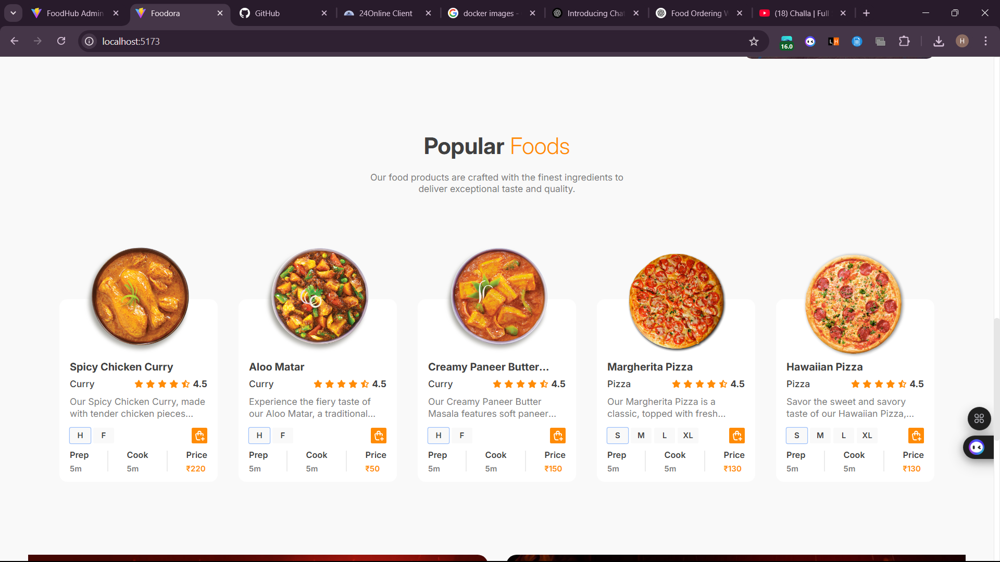 FoodHub Admin
Foodora
GitHub
24Online Client
docker images -
Introducing Cha
Food Ordering W
(18) Challa | Full
localhost:5173
16.0
L H
H
Popular Foods
Our food products are crafted with the finest ingredients to
deliver exceptional taste and quality.
Spicy Chicken Curry
Curry 4.5
Our Spicy Chicken Curry, made
with tender chicken pieces...
H F
Prep Cook Price
5m 5m ₹220
Aloo Matar
Curry 4.5
Experience the fiery taste of
our Aloo Matar, a traditional...
H F
Prep Cook Price
5m 5m ₹50
Creamy Paneer Butter...
Curry 4.5
Our Creamy Paneer Butter
Masala features soft paneer...
H F
Prep Cook Price
5m 5m ₹150
Margherita Pizza
Pizza 4.5
Our Margherita Pizza is a
classic, topped with fresh...
S M L XL
Prep Cook Price
5m 5m ₹130
Hawaiian Pizza
Pizza 4.5
Savor the sweet and savory
taste of our Hawaiian Pizza,...
S M L XL
Prep Cook Price
5m 5m ₹130